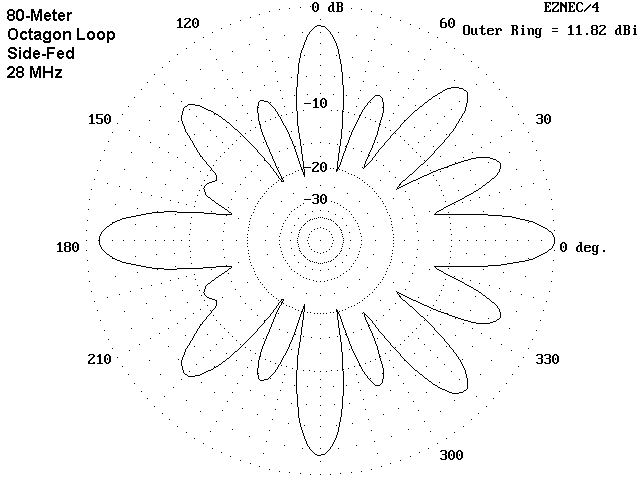 80-Meter
Octagon Loop
Side-Fed
28 MHz
0 dB
EZNEC/4
Outer Ring = 11.82 dBi
120
60
-10
150
30
-20
-30
180
0 deg.
210
330
300